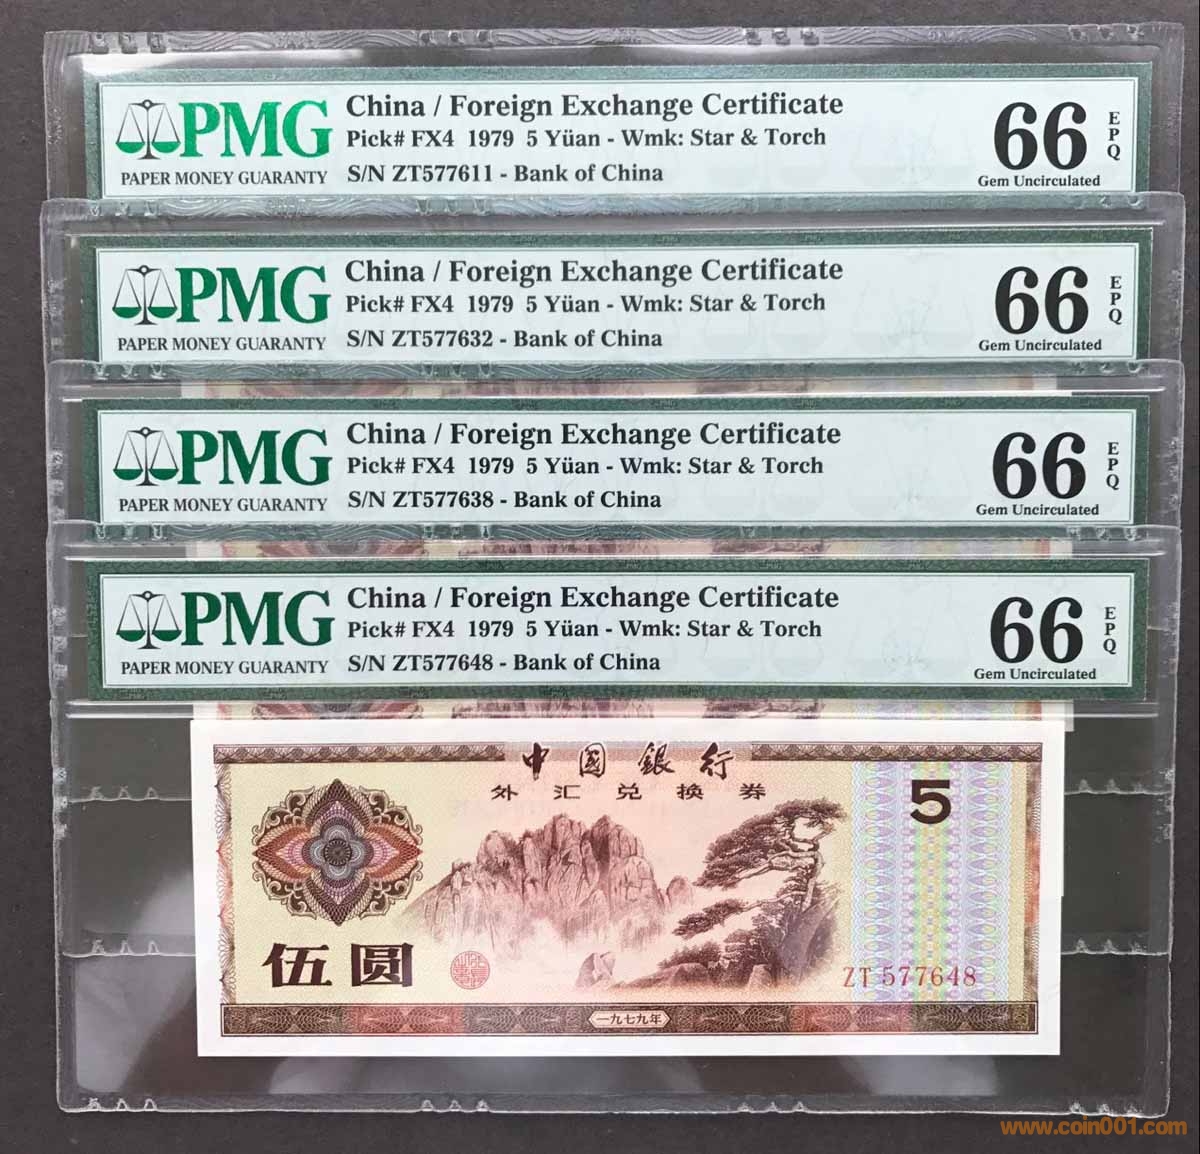 PMG
PAPER MONEY GUARANTY
China / Foreign Exchange Certificate
Pick# FX4 1979 5 Yüan - Wmk: Star & Torch
S/N ZT577611 - Bank of China
66 EPQ
Gem Uncirculated
PMG
PAPER MONEY GUARANTY
China / Foreign Exchange Certificate
Pick# FX4 1979 5 Yüan - Wmk: Star & Torch
S/N ZT577632 - Bank of China
66 EPQ
Gem Uncirculated
PMG
PAPER MONEY GUARANTY
China / Foreign Exchange Certificate
Pick# FX4 1979 5 Yüan - Wmk: Star & Torch
S/N ZT577638 - Bank of China
66 EPQ
Gem Uncirculated
PMG
PAPER MONEY GUARANTY
China / Foreign Exchange Certificate
Pick# FX4 1979 5 Yüan - Wmk: Star & Torch
S/N ZT577648 - Bank of China
66 EPQ
Gem Uncirculated
中國銀行
外汇兑换券
5
伍圆
ZT 577648
一九七九年
www.coin001.com